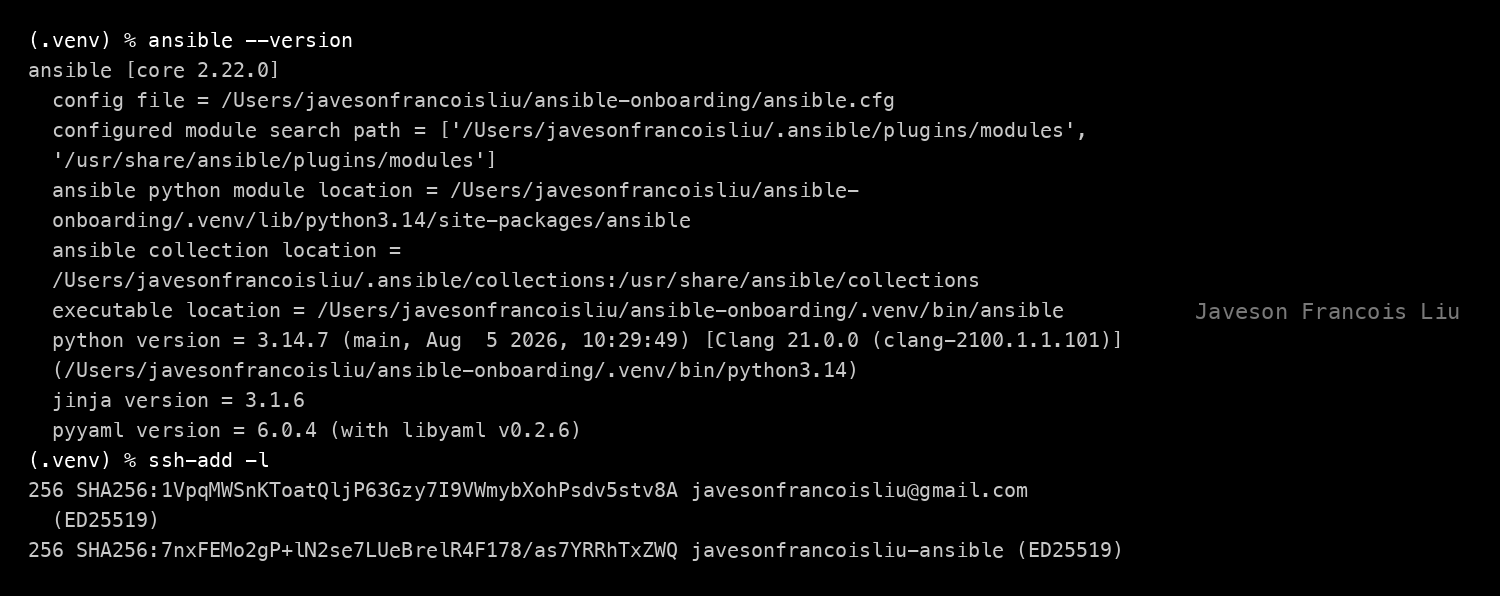 (.venv) % ansible --version
ansible [core 2.22.0]
  config file = /Users/javesonfrancoisliu/ansible-onboarding/ansible.cfg
  configured module search path = ['/Users/javesonfrancoisliu/.ansible/plugins/modules',
  '/usr/share/ansible/plugins/modules']
  ansible python module location = /Users/javesonfrancoisliu/ansible-
  onboarding/.venv/lib/python3.14/site-packages/ansible
  ansible collection location =
  /Users/javesonfrancoisliu/.ansible/collections:/usr/share/ansible/collections
  executable location = /Users/javesonfrancoisliu/ansible-onboarding/.venv/bin/ansible
Javeson Francois Liu
  python version = 3.14.7 (main, Aug  5 2026, 10:29:49) [Clang 21.0.0 (clang-2100.1.1.101)]
  (/Users/javesonfrancoisliu/ansible-onboarding/.venv/bin/python3.14)
  jinja version = 3.1.6
  pyyaml version = 6.0.4 (with libyaml v0.2.6)
(.venv) % ssh-add -l
256 SHA256:1VpqMWSnKToatQljP63Gzy7I9VWmybXohPsdv5stv8A javesonfrancoisliu@gmail.com
  (ED25519)
256 SHA256:7nxFEMo2gP+lN2se7LUeBrelR4F178/as7YRRhTxZWQ javesonfrancoisliu-ansible (ED25519)